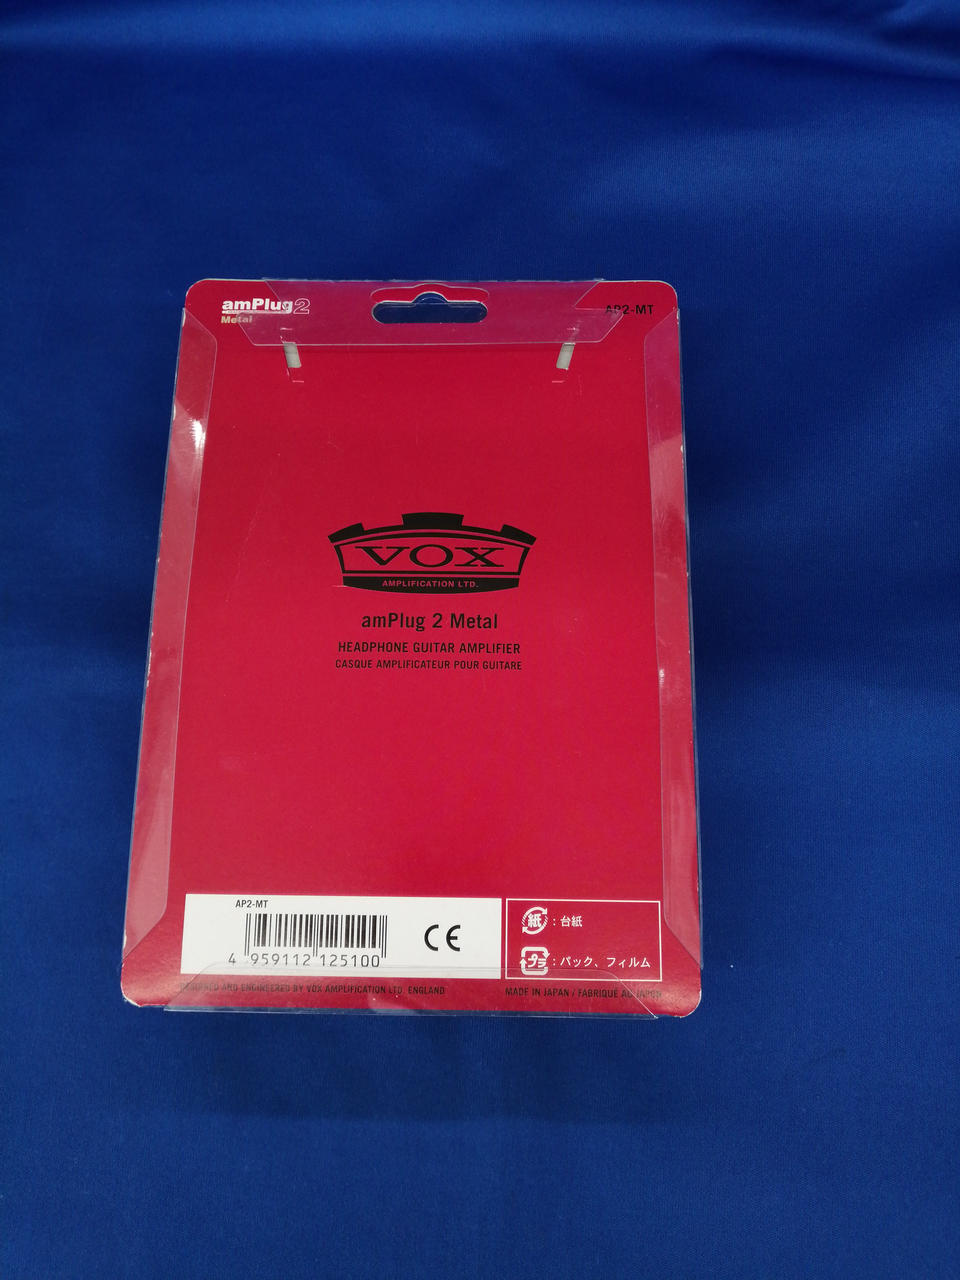 amPlug2
Metal
AP2-MT
VOX
AMPLIFICATION LTD.
amPlug 2 Metal
HEADPHONE GUITAR AMPLIFIER
CASQUE AMPLIFICATEUR POUR GUITARE
AP2-MT
4 959112 125100
CE
紙 : 台紙
プラ : パック、フィルム
DESIGNED AND ENGINEERED BY VOX AMPLIFICATION LTD. ENGLAND
MADE IN JAPAN / FABRIQUE AU JAPON